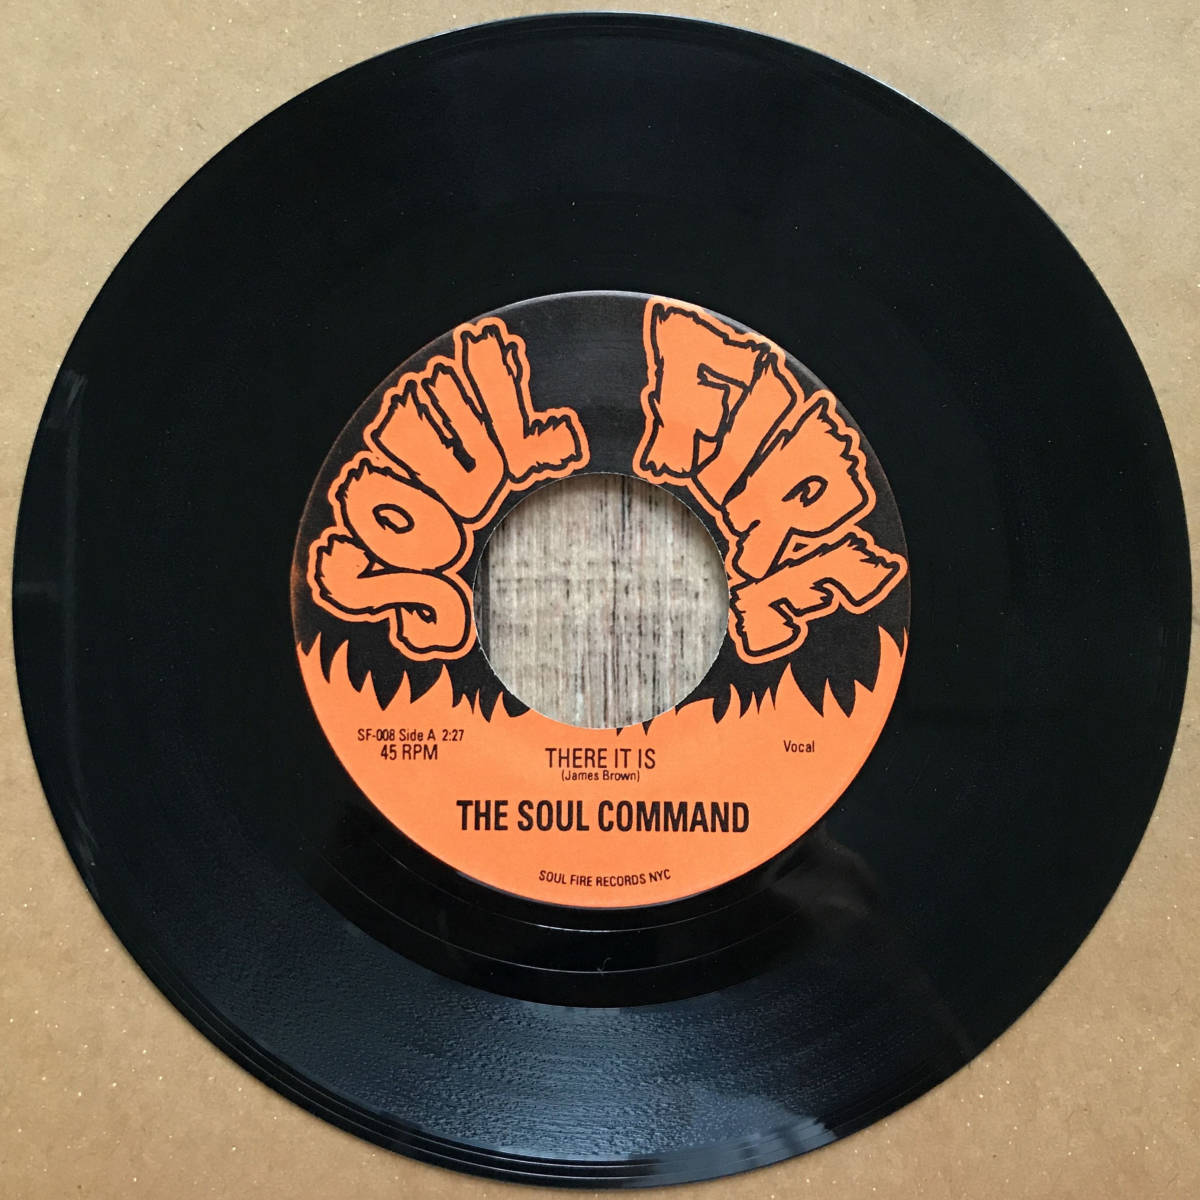 SOUL FIRE
SF-008 Side A 2:27
45 RPM
THERE IT IS
(James Brown)
Vocal
THE SOUL COMMAND
SOUL FIRE RECORDS NYC